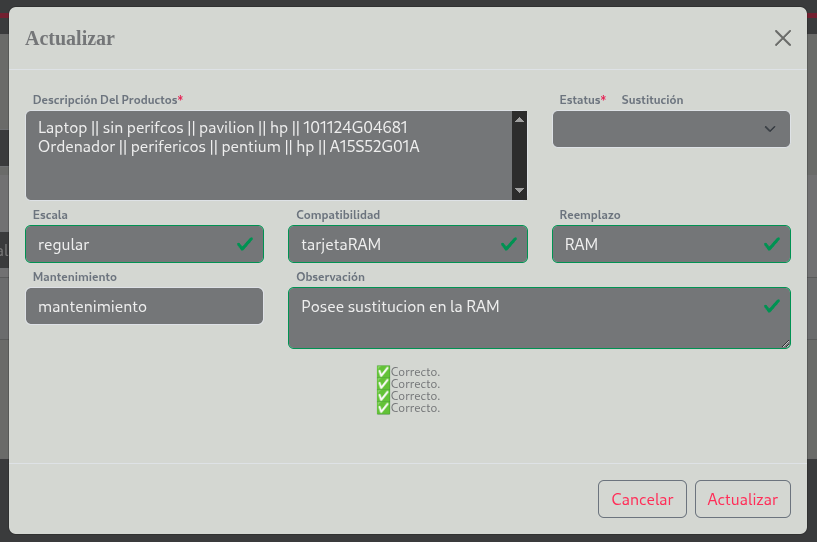 Actualizar
Descripción Del Productos*
Estatus* Sustitución
Laptop || sin perifcos || pavilion || hp || 101124G04681
Ordenador || perifericos || pentium || hp || A15S52G01A
Escala
Compatibilidad
Reemplazo
regular
tarjetaRAM
RAM
Mantenimiento
Observación
mantenimiento
Posee sustitucion en la RAM
✅Correcto.
✅Correcto.
✅Correcto.
✅Correcto.
Cancelar
Actualizar